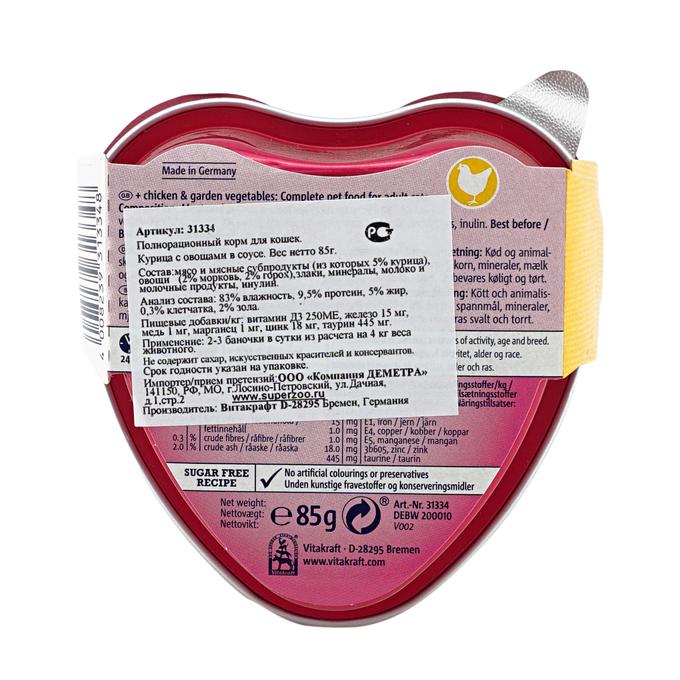 Made in Germany
GB + chicken & garden vegetables: Complete pet food for adult
s, inulin. Best before /
Артикул: 31334
Полнорационный корм для кошек.
Курица с овощами в соусе. Вес нетто 85г.
Состав:мясо и мясные субпродукты (из которых 5% курица),
овощи (2% морковь, 2% горох),злаки, минералы, молоко и
молочные продукты, инулин.
Анализ состава: 83% влажность, 9,5% протеин, 5% жир,
0,3% клетчатка, 2% зола.
Пищевые добавки/кг: витамин Д3 250МЕ, железо 15 мг,
медь 1 мг, марганец 1 мг, цинк 18 мг, таурин 445 мг.
Применение: 2-3 баночки в сутки из расчета на 4 кг веса
животного.
Не содержит сахар, искусственных красителей и консервантов.
Срок годности указан на упаковке.
Импортер/прием претензий:ООО «Компания ДЕМЕТРА»
141150, РФ, МО, г.Лосино-Петровский, ул.Дачная,
д.1,стр.2
www.superzoo.ru
Производитель: Витакрафт D-28295 Бремен, Германия
ætning: Kød og animal-
korn, mineraler, mælk
bevares køligt og tørt.
ing: Kött och animalis-
spannmål, mineraler,
ras svalt och torrt.
s of activity, age and breed.
vitet, alder og race.
der och ras.
lsætningsstoffer/
Näringstillsatser:
15 mg E1, iron / jern / järn
fettinnehåll 1.0 mg E4, copper / kobber / koppar
0.3 % crude fibres / råfibre / råfibrer 1.0 mg E5, manganese / mangan
2.0 % crude ash / råaske / råaska 18.0 mg 3b605, zinc / zink
445 mg taurine / taurin
SUGAR FREE
RECIPE
✓ No artificial colourings or preservatives
Uden kunstige fravestoffer og konserveringsmidler
Net weight:
Nettovægt:
Nettovikt:
℮ 85g
®
Art.-Nr. 31334
DEBW 200010
V002
Vitakraft
Vitakraft · D-28295 Bremen
www.vitakraft.com